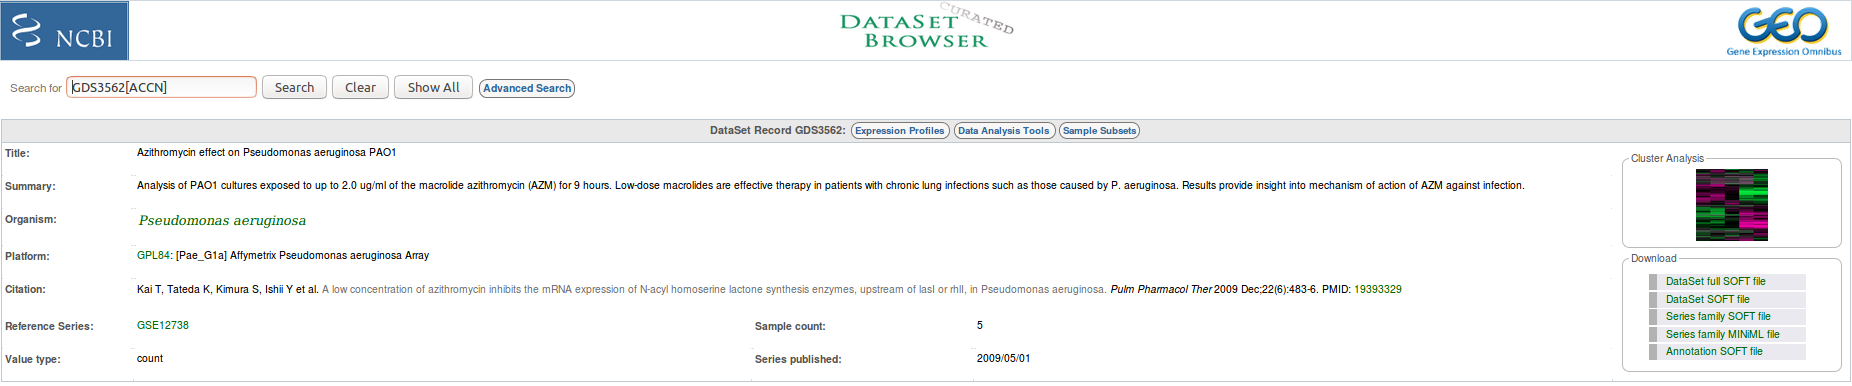 NCBI
DATASET BROWSER
CURATED
GEO
Gene Expression Omnibus
Search for GDS3562[ACCN] Search Clear Show All Advanced Search
DataSet Record GDS3562: Expression Profiles Data Analysis Tools Sample Subsets
Title: Azithromycin effect on Pseudomonas aeruginosa PAO1
Summary: Analysis of PAO1 cultures exposed to up to 2.0 ug/ml of the macrolide azithromycin (AZM) for 9 hours. Low-dose macrolides are effective therapy in patients with chronic lung infections such as those caused by P. aeruginosa. Results provide insight into mechanism of action of AZM against infection.
Organism: Pseudomonas aeruginosa
Platform: GPL84: [Pae_G1a] Affymetrix Pseudomonas aeruginosa Array
Citation: Kai T, Tateda K, Kimura S, Ishii Y et al. A low concentration of azithromycin inhibits the mRNA expression of N-acyl homoserine lactone synthesis enzymes, upstream of lasI or rhlI, in Pseudomonas aeruginosa. Pulm Pharmacol Ther 2009 Dec;22(6):483-6. PMID: 19393329
Reference Series: GSE12738 Sample count: 5
Value type: count Series published: 2009/05/01
Cluster Analysis
Download
DataSet full SOFT file
DataSet SOFT file
Series family SOFT file
Series family MINiML file
Annotation SOFT file